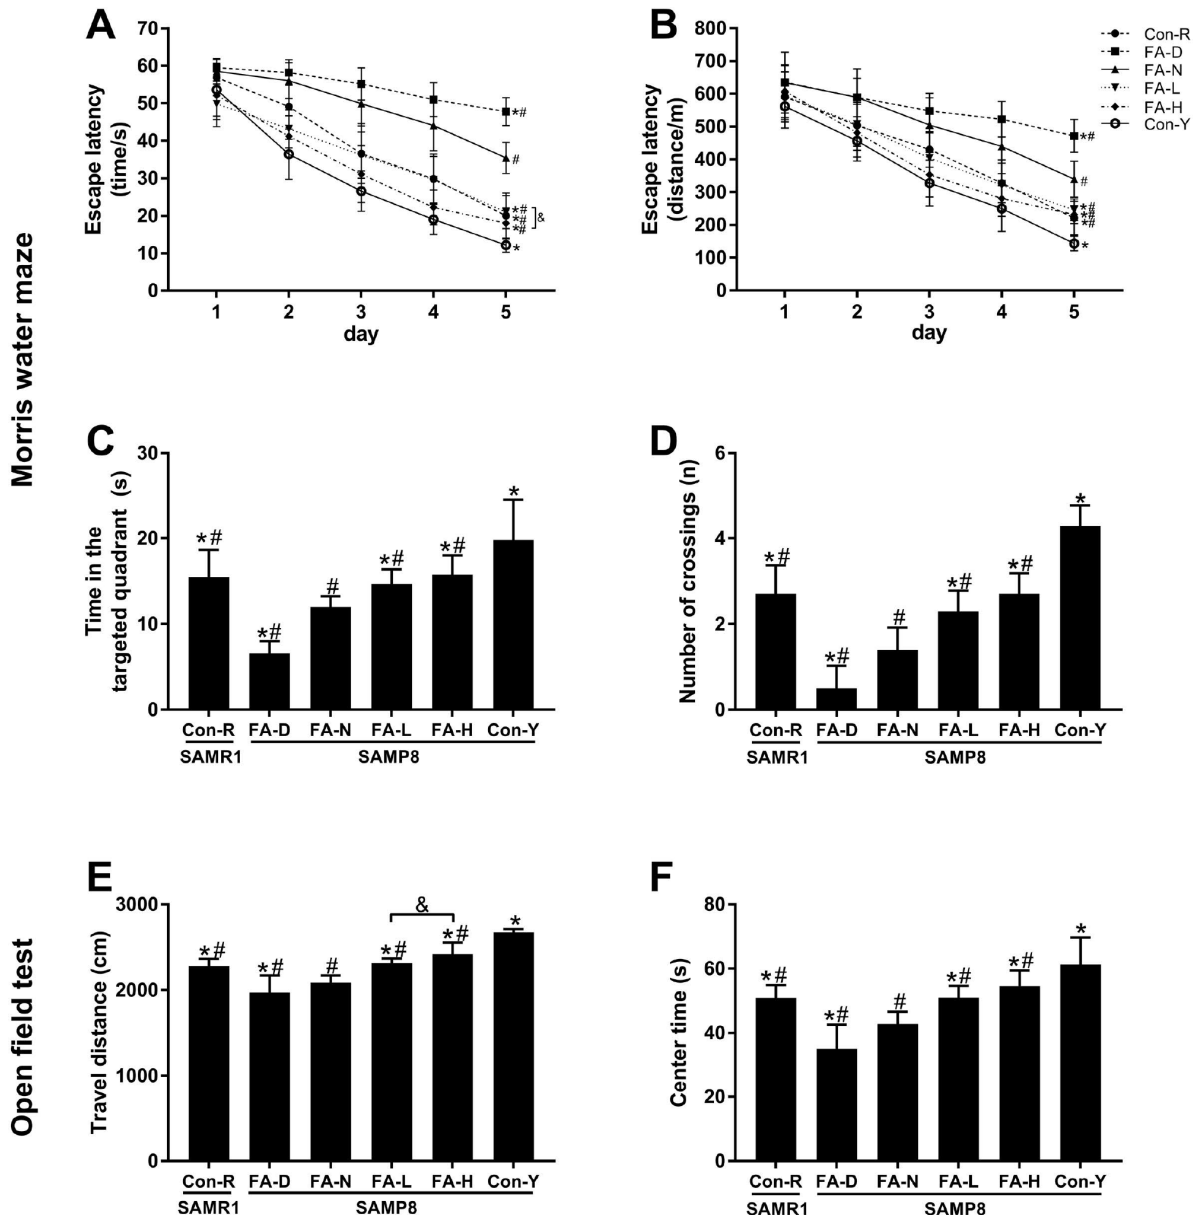 A
Escape latency
(time/s)
70
60
50
40
30
20
10
0
*#
#
*#
*#
*#
&
*
1 2 3 4 5
day
B
Escape latency
(distance/m)
800
700
600
500
400
300
200
100
0
*#
#
*#
*#
*#
*
1 2 3 4 5
day
Con-R
FA-D
FA-N
FA-L
FA-H
Con-Y
Morris water maze
C
Time in the
targeted quadrant (s)
30
20
10
0
*# *# # *# *# *
Con-R FA-D FA-N FA-L FA-H Con-Y
SAMR1 SAMP8
D
Number of crossings (n)
6
4
2
0
*# *# # *# *# *
Con-R FA-D FA-N FA-L FA-H Con-Y
SAMR1 SAMP8
Open field test
E
Travel distance (cm)
3000
2000
1000
0
&
*# *# # *# *# *
Con-R FA-D FA-N FA-L FA-H Con-Y
SAMR1 SAMP8
F
Center time (s)
80
60
40
20
0
*# *# # *# *# *
Con-R FA-D FA-N FA-L FA-H Con-Y
SAMR1 SAMP8